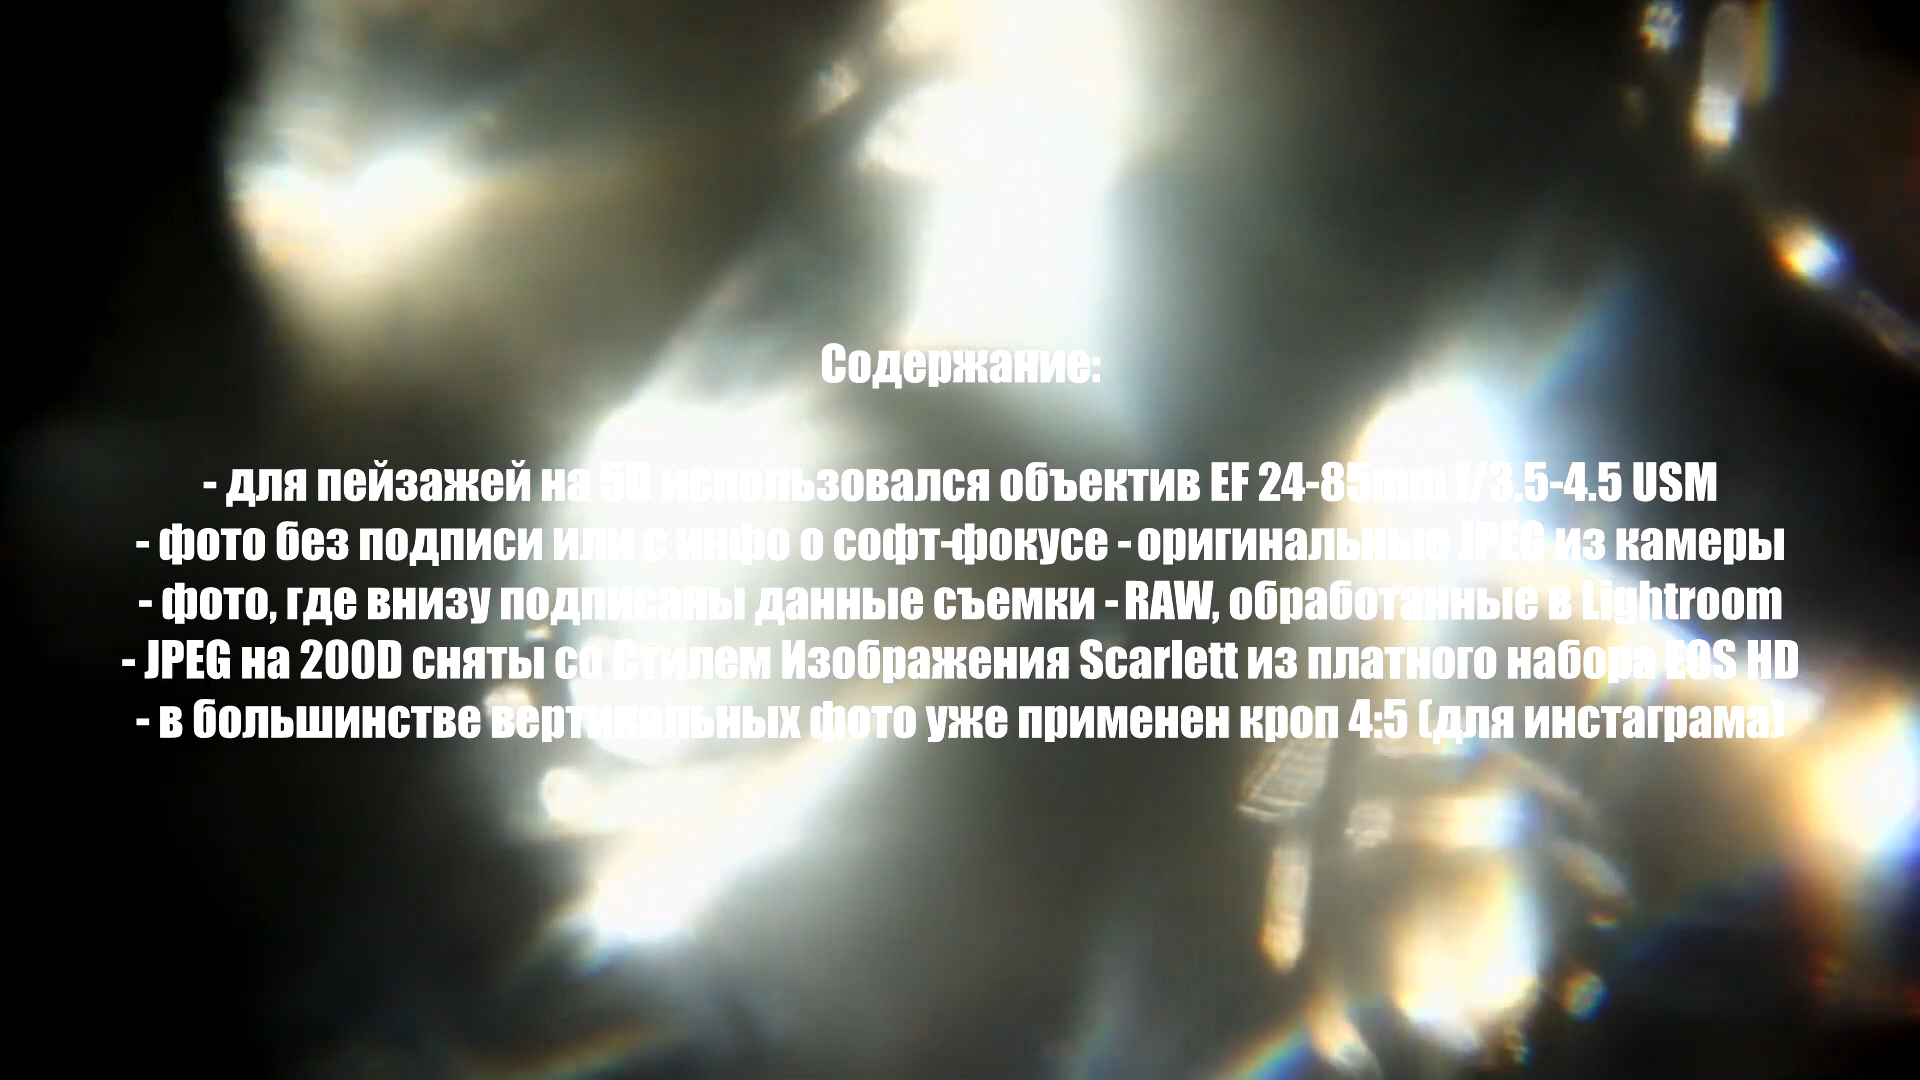 Содержание:
- для пейзажей на 5D использовался объектив EF 24-85mm f/3.5-4.5 USM
- фото без подписи или с инфо о софт-фокусе - оригинальные JPEG из камеры
- фото, где внизу подписаны данные съемки - RAW, обработанные в Lightroom
- JPEG на 200D сняты со Стилем Изображения Scarlett из платного набора EOS HD
- в большинстве вертикальных фото уже применен кроп 4:5 (для инстаграма)